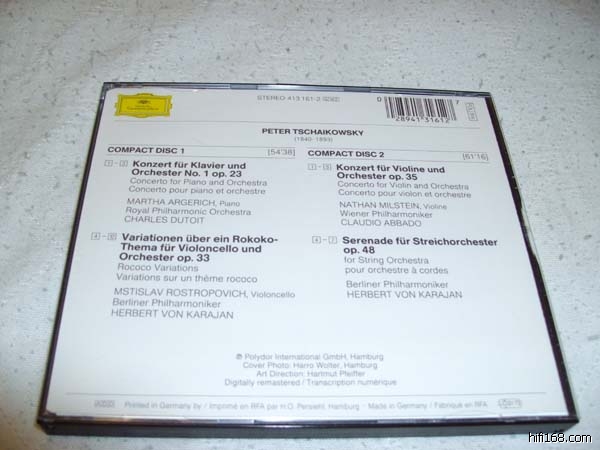 STEREO 413 161-2
0 28941 31612 7
PETER TSCHAIKOWSKY
(1840-1893)
COMPACT DISC 1 [54'38]
Konzert für Klavier und
Orchester No. 1 op. 23
Concerto for Piano and Orchestra
Concerto pour piano et orchestre
MARTHA ARGERICH, Piano
Royal Philharmonic Orchestra
CHARLES DUTOIT
Variationen über ein Rokoko-
Thema für Violoncello und
Orchester op. 33
Rococo Variations
Variations sur un thème rococo
MSTISLAV ROSTROPOVICH, Violoncello
Berliner Philharmoniker
HERBERT VON KARAJAN
COMPACT DISC 2 [61'16]
Konzert für Violine und
Orchester op. 35
Concerto for Violin and Orchestra
Concerto pour violon et orchestre
NATHAN MILSTEIN, Violine
Wiener Philharmoniker
CLAUDIO ABBADO
Serenade für Streichorchester
op. 48
for String Orchestra
pour orchestre à cordes
Berliner Philharmoniker
HERBERT VON KARAJAN
℗ Polydor International GmbH, Hamburg
Cover Photo: Harro Wolter, Hamburg
Art Direction: Hartmut Pfeiffer
Digitally remastered / Transcription numérique
Printed in Germany by / Imprimé en RFA par H.O. Persiehl, Hamburg · Made in Germany / Fabriqué en RFA
hifi168.com